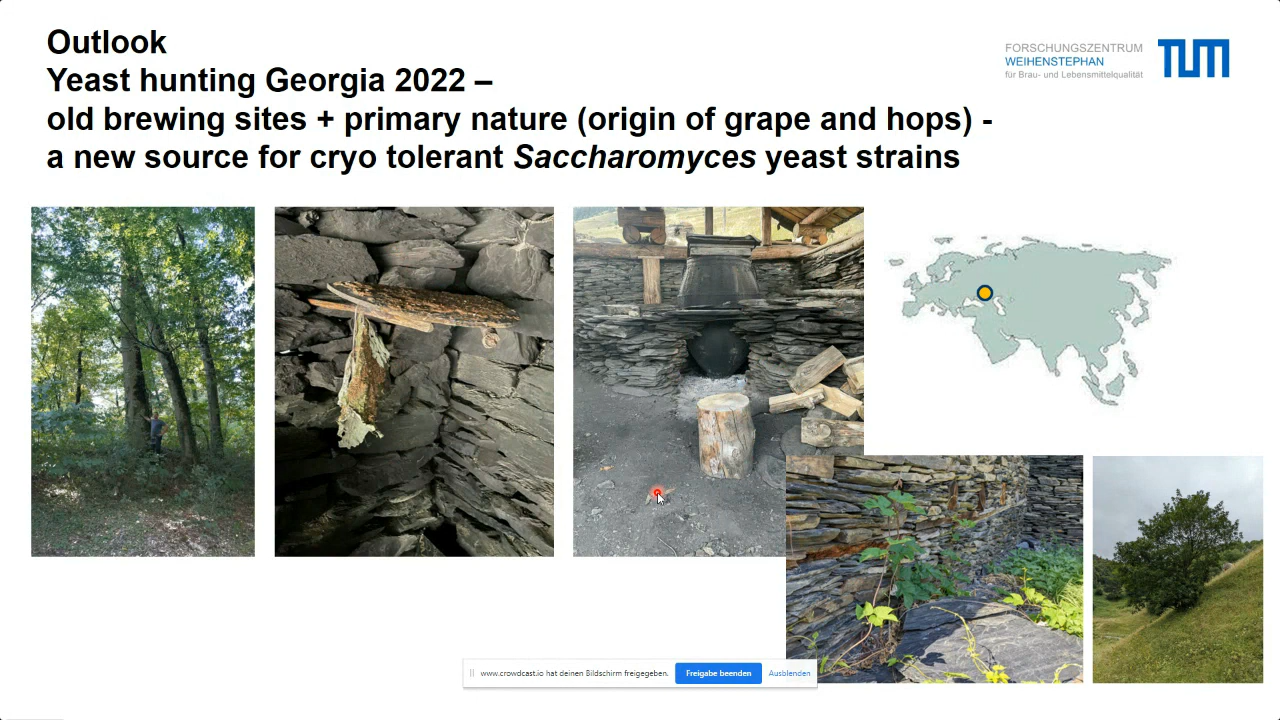 Outlook
Yeast hunting Georgia 2022 –
old brewing sites + primary nature (origin of grape and hops) -
a new source for cryo tolerant Saccharomyces yeast strains
FORSCHUNGSZENTRUM
WEIHENSTEPHAN
für Brau- und Lebensmittelqualität
TUM
www.crowdcast.io hat deinen Bildschirm freigegeben.
Freigabe beenden
Ausblenden